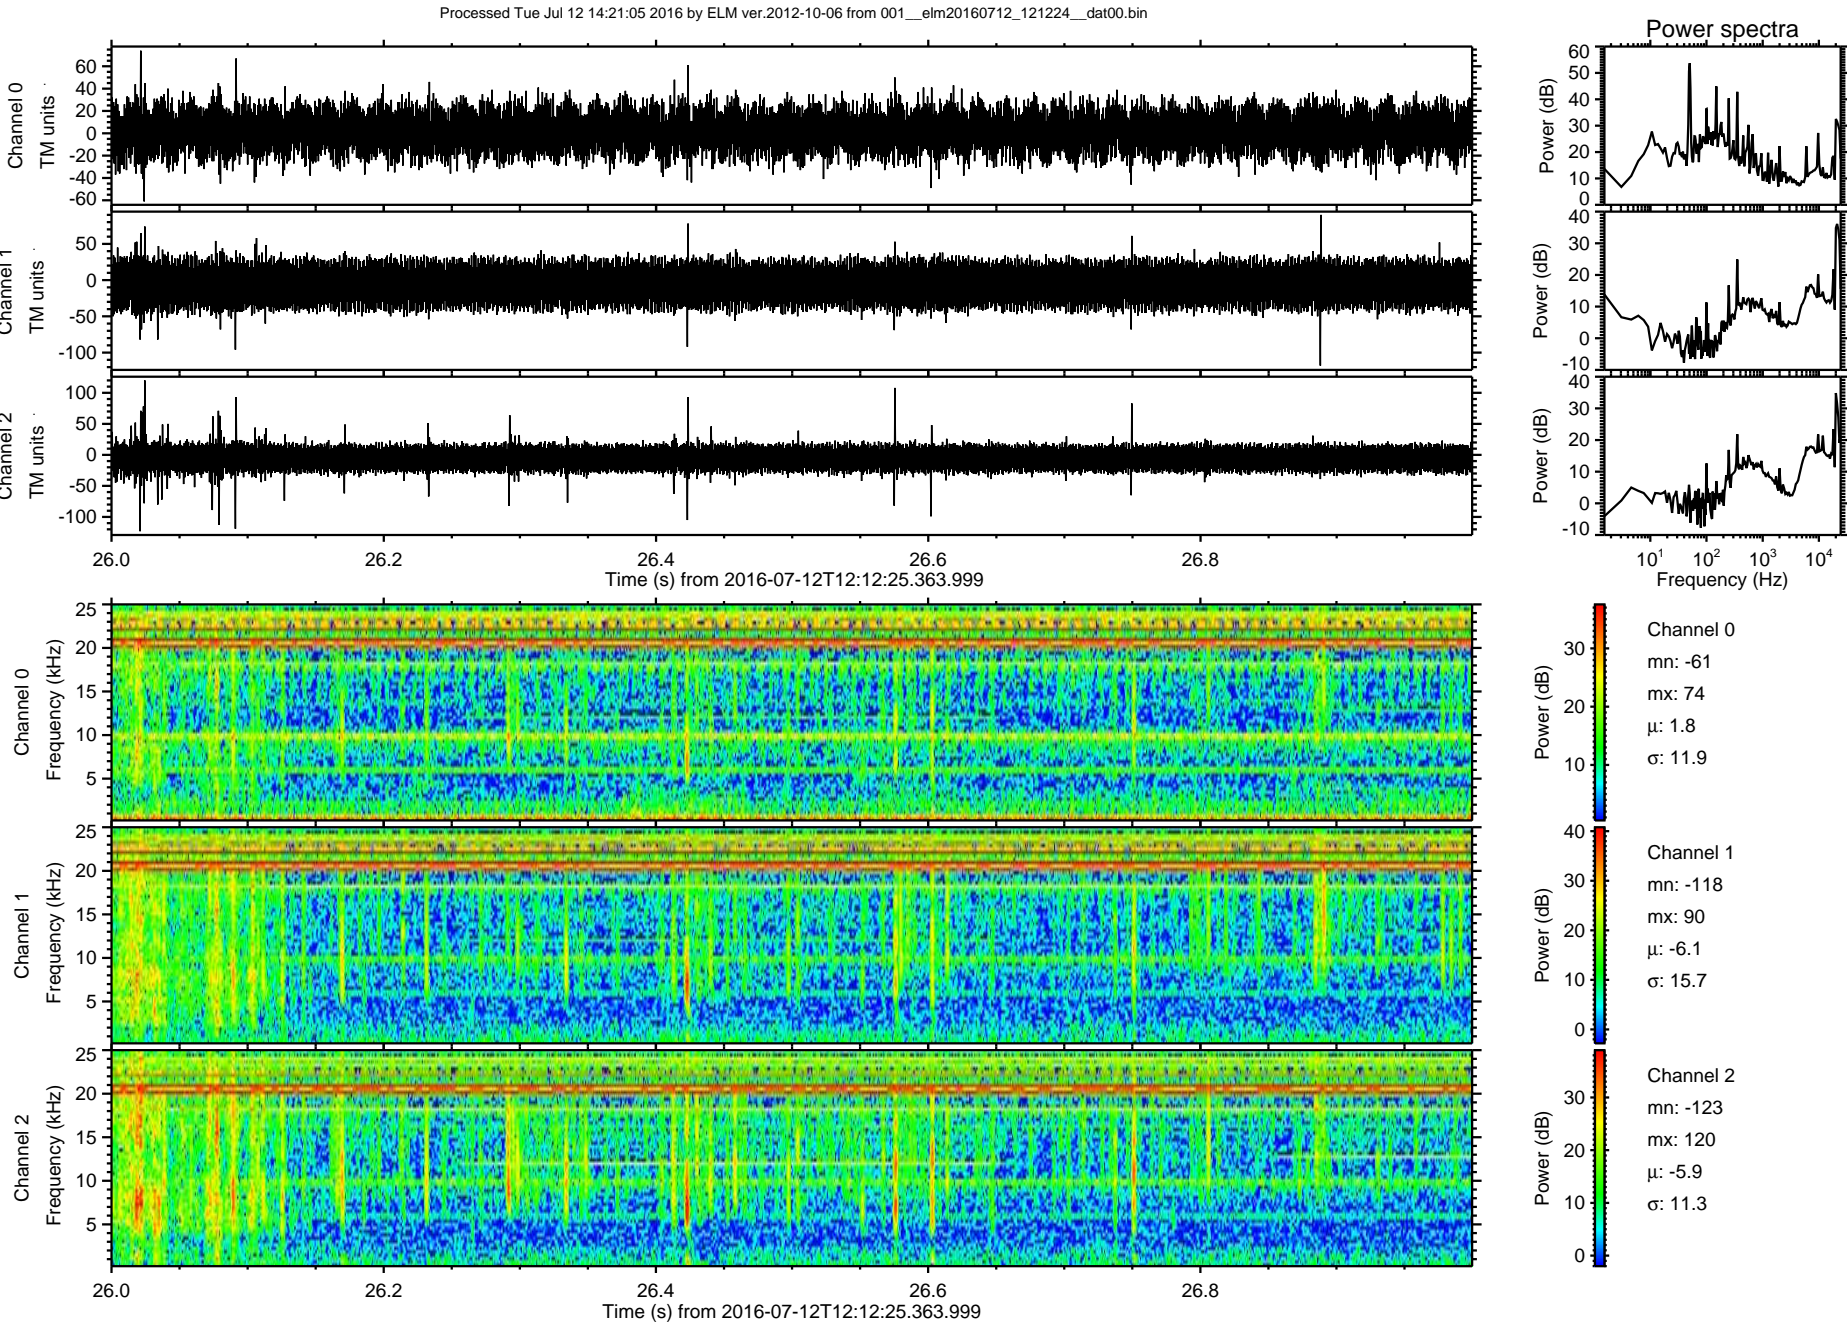 Processed Tue Jul 12 14:21:05 2016 by ELM ver.2012-10-06 from 001__elm20160712_121224__dat00.bin
Power spectra
Channel 0
TM units
60
40
20
0
-20
-40
-60
Power (dB)
60
50
40
30
20
10
0
Channel 1
TM units
50
0
-50
-100
Power (dB)
40
30
20
10
0
-10
Channel 2
TM units
100
50
0
-50
-100
Power (dB)
40
30
20
10
0
-10
26.0 26.2 26.4 26.6 26.8
Time (s) from 2016-07-12T12:12:25.363.999
10^1 10^2 10^3 10^4
Frequency (Hz)
Channel 0
Frequency (kHz)
25
20
15
10
5
Power (dB)
30
20
10
Channel 0
mn: -61
mx: 74
μ: 1.8
σ: 11.9
Channel 1
Frequency (kHz)
25
20
15
10
5
Power (dB)
40
30
20
10
0
Channel 1
mn: -118
mx: 90
μ: -6.1
σ: 15.7
Channel 2
Frequency (kHz)
25
20
15
10
5
Power (dB)
30
20
10
0
Channel 2
mn: -123
mx: 120
μ: -5.9
σ: 11.3
26.0 26.2 26.4 26.6 26.8
Time (s) from 2016-07-12T12:12:25.363.999